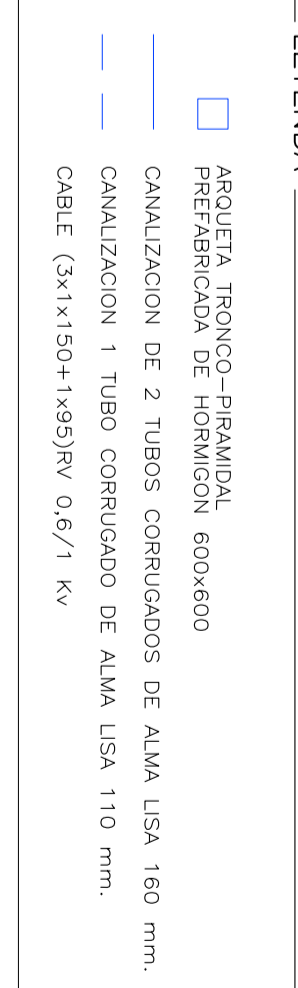 LEYENDA
ARQUETA TRONCO-PIRAMIDAL
PREFABRICADA DE HORMIGON 600x600
CANALIZACION DE 2 TUBOS CORRUGADOS DE ALMA LISA 160 mm.
CANALIZACION 1 TUBO CORRUGADO DE ALMA LISA 110 mm.
CABLE (3x1x150+1x95)RV 0,6/1 Kv